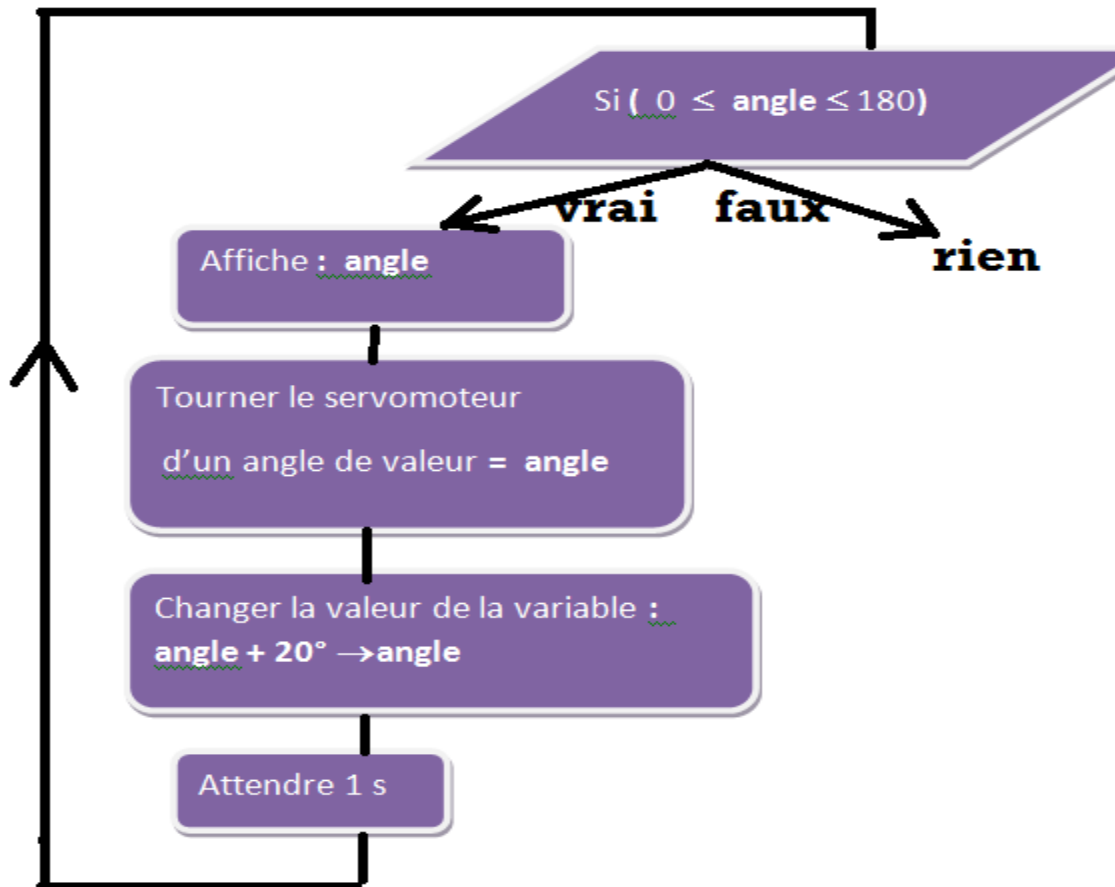 Si ( 0 ≤ angle ≤ 180)
vrai faux
rien
Affiche : angle
Tourner le servomoteur
d'un angle de valeur = angle
Changer la valeur de la variable :
angle + 20° →angle
Attendre 1 s